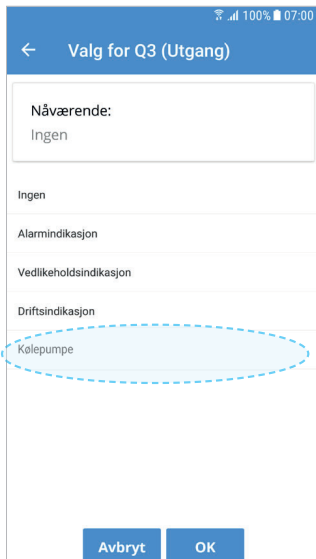 100% 07:00
Valg for Q3 (Utgang)
Nåværende:
Ingen
Ingen
Alarmindikasjon
Vedlikeholdsindikasjon
Driftsindikasjon
Kølepumpe
Avbryt OK